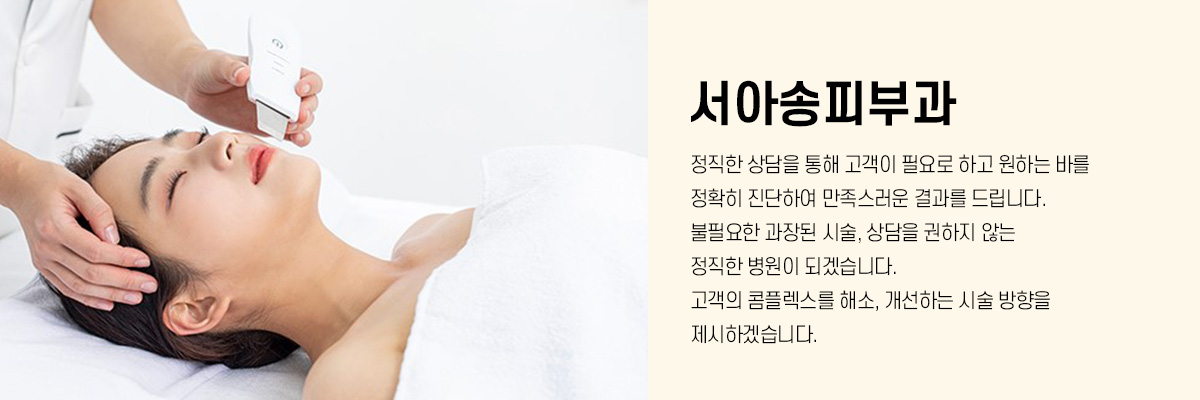 서아송피부과
정직한 상담을 통해 고객이 필요로 하고 원하는 바를
정확히 진단하여 만족스러운 결과를 드립니다.
불필요한 과장된 시술, 상담을 권하지 않는
정직한 병원이 되겠습니다.
고객의 콤플렉스를 해소, 개선하는 시술 방향을
제시하겠습니다.